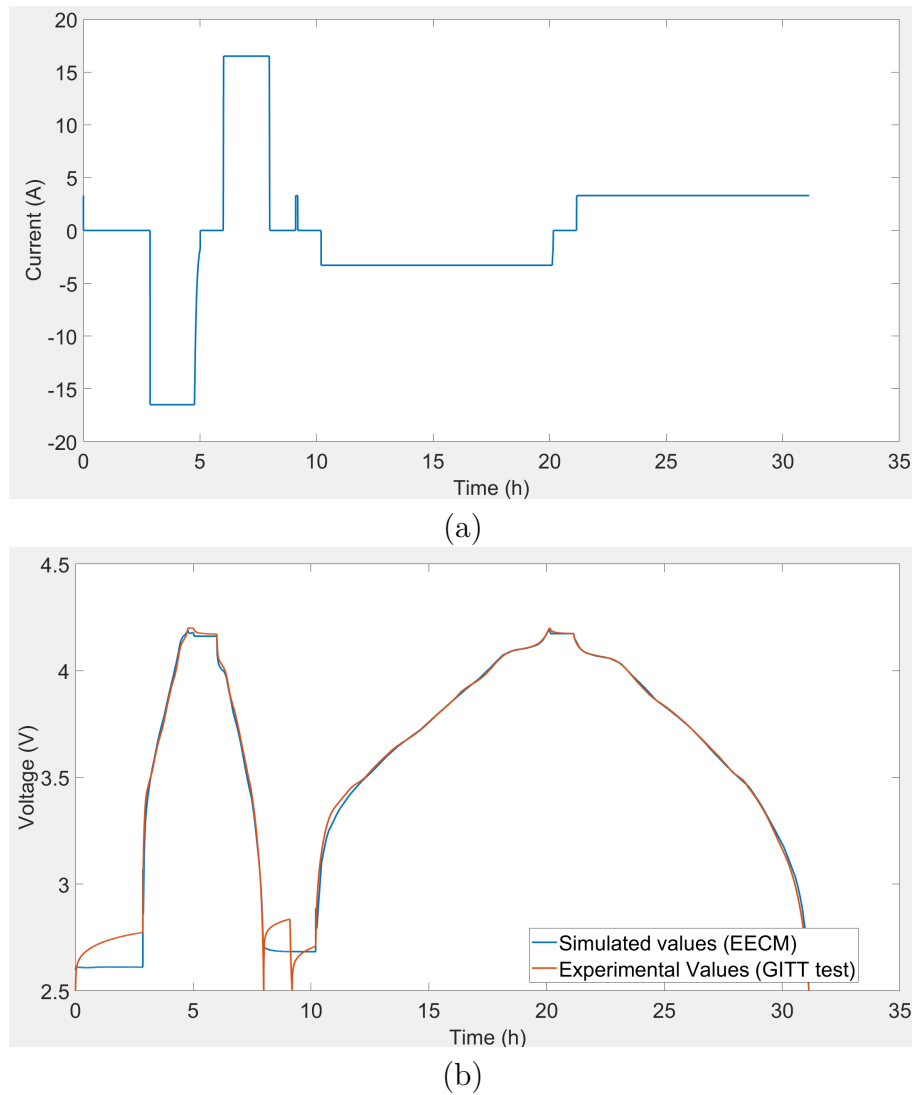 20
15
10
5
0
-5
-10
-15
-20
Current (A)
0 5 10 15 20 25 30 35
Time (h)
(a)
4.5
4
3.5
3
2.5
Voltage (V)
Simulated values (EECM)
Experimental Values (GITT test)
0 5 10 15 20 25 30 35
Time (h)
(b)